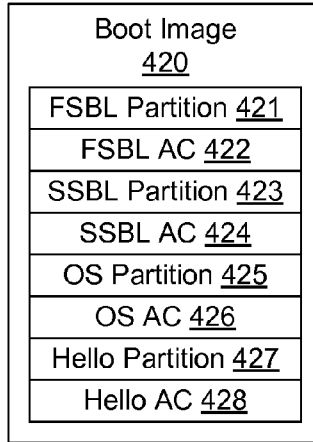 Boot Image
420
FSBL Partition 421
FSBL AC 422
SSBL Partition 423
SSBL AC 424
OS Partition 425
OS AC 426
Hello Partition 427
Hello AC 428